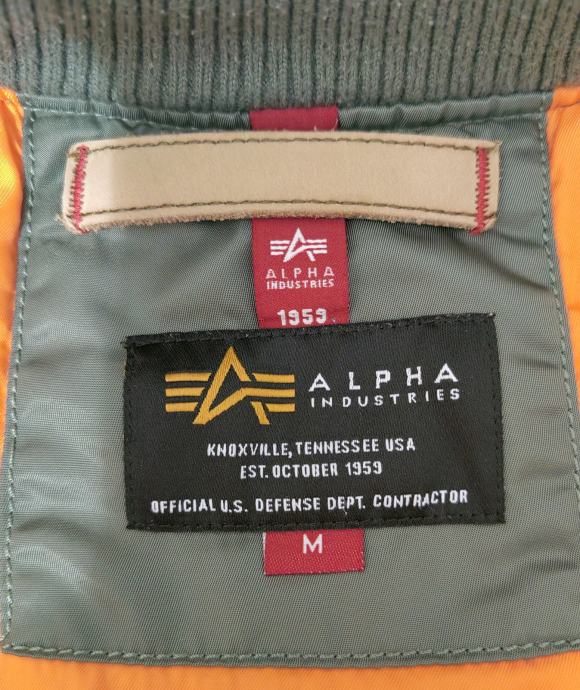 ALPHA
INDUSTRIES
1959
ALPHA
INDUSTRIES
KNOXVILLE, TENNESSEE USA
EST. OCTOBER 1959
OFFICIAL U.S. DEFENSE DEPT. CONTRACTOR
M